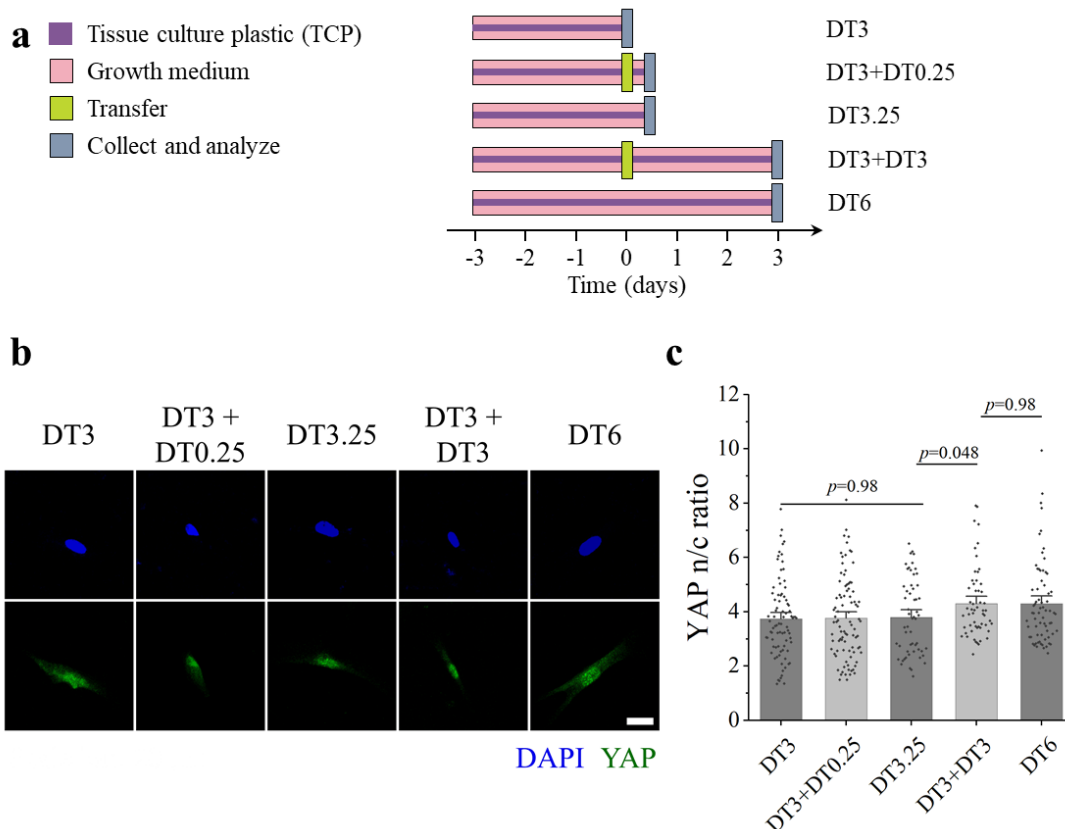 a
Tissue culture plastic (TCP)
Growth medium
Transfer
Collect and analyze
DT3
DT3+DT0.25
DT3.25
DT3+DT3
DT6
-3 -2 -1 0 1 2 3
Time (days)
b
DT3
DT3 +
DT0.25
DT3.25
DT3 +
DT3
DT6
DAPI YAP
c
YAP n/c ratio
12
10
8
6
4
2
0
p=0.98
p=0.048
p=0.98
DT3
DT3+DT0.25
DT3.25
DT3+DT3
DT6